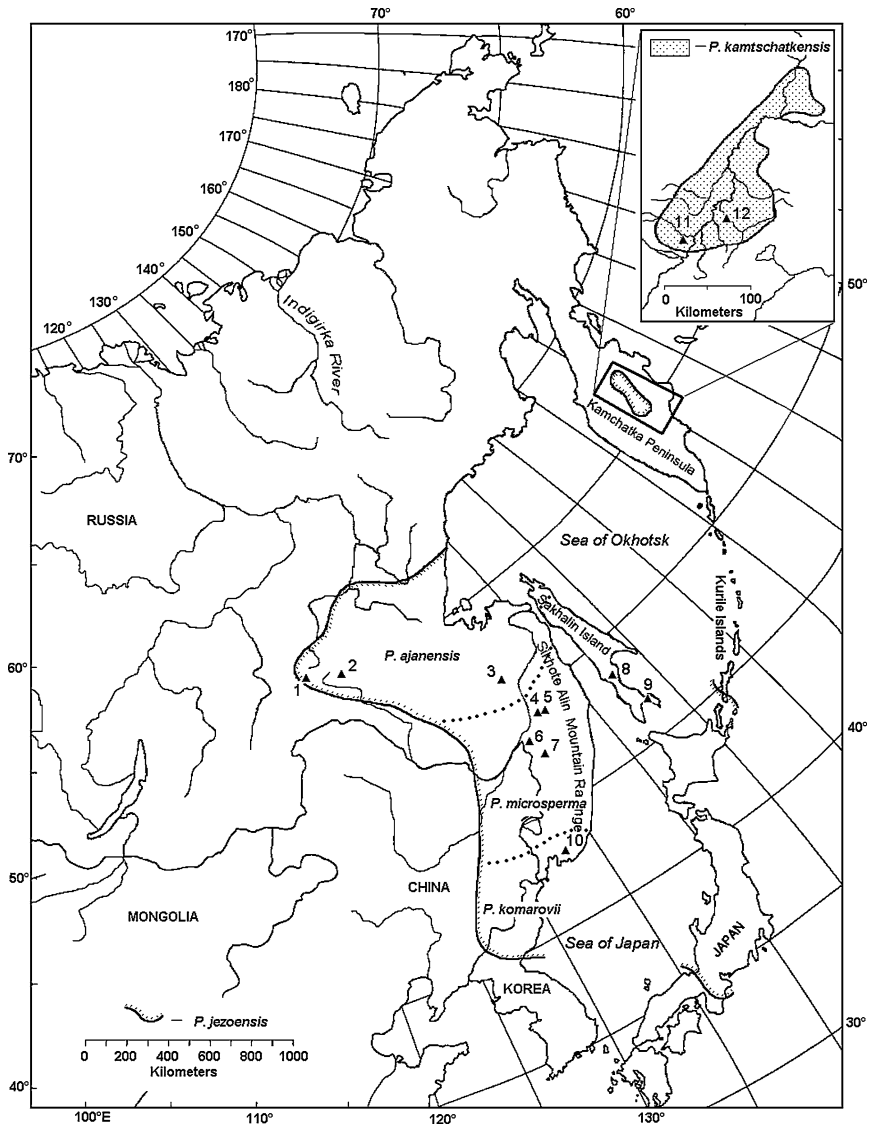 70°
60°
170°
180°
170°
160°
150°
140°
130°
120°
P. kamtschatkensis
11
12
0 100
Kilometers
50°
Indigirka River
Kamchatka Peninsula
70°
RUSSIA
Sea of Okhotsk
Kurile Islands
Sakhalin Island
Sikhote Alin Mountain Range
P. ajanensis
60°
1
2
3
4
5
6
7
8
9
40°
P. microsperma
10
50°
CHINA
MONGOLIA
P. komarovii
Sea of Japan
JAPAN
KOREA
P. jezoensis
0 200 400 600 800 1000
Kilometers
30°
40°
100°E
110°
120°
130°